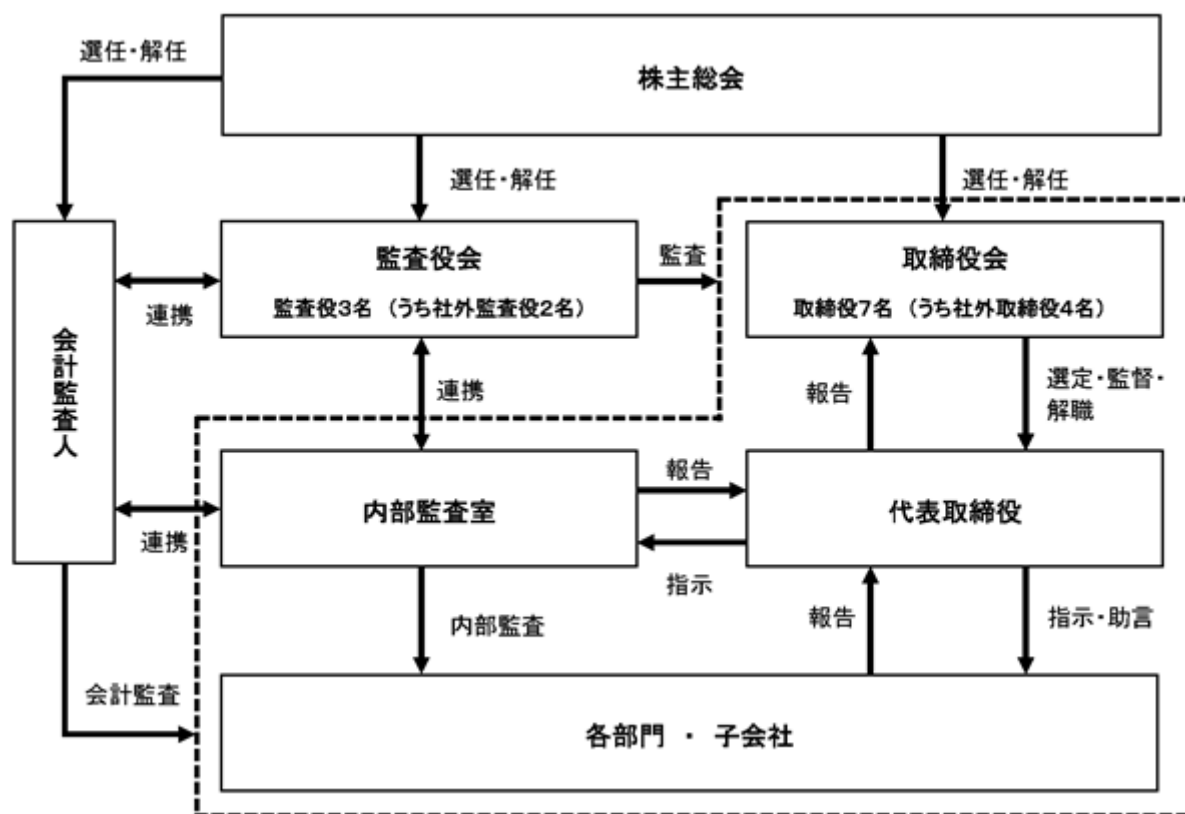 選任・解任
株主総会
選任・解任
選任・解任
監査役会
監査役3名 (うち社外監査役2名)
監査
取締役会
取締役7名 (うち社外取締役4名)
連携
会計監査人
連携
報告
選定・監督・
解職
内部監査室
報告
代表取締役
連携
指示
内部監査
報告
指示・助言
会計監査
各部門 ・ 子会社